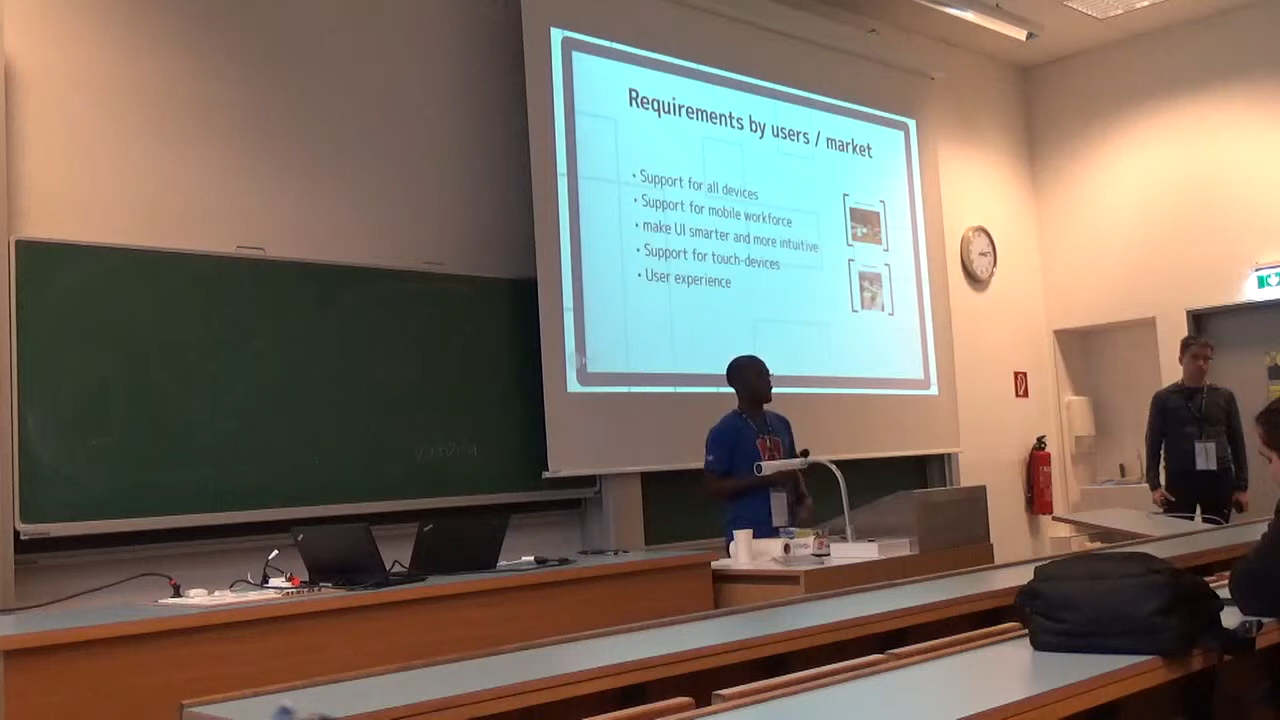 Requirements by users / market
• Support for all devices
• Support for mobile workforce
• make UI smarter and more intuitive
• Support for touch-devices
• User experience